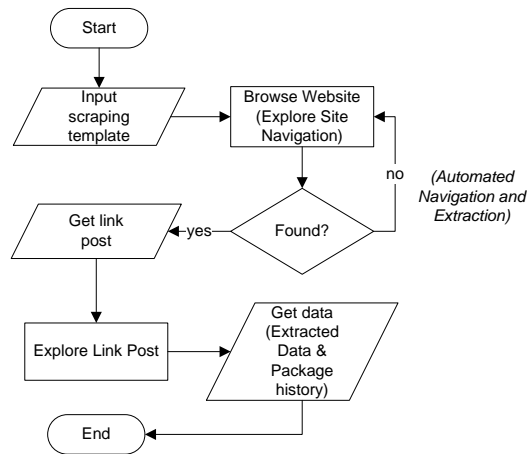 Start
Input
scraping
template
Browse Website
(Explore Site
Navigation)
no
(Automated
Navigation and
Extraction)
Found?
yes
Get link
post
Explore Link Post
Get data
(Extracted
Data &
Package
history)
End